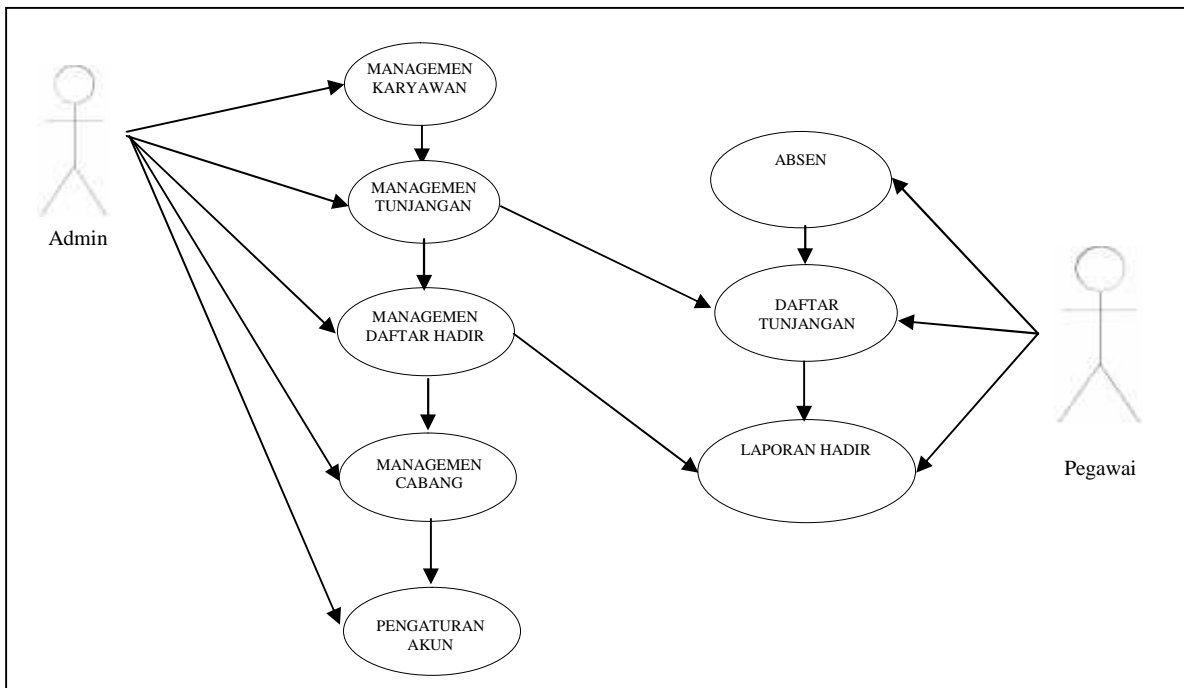 MANAGEMEN
KARYAWAN
MANAGEMEN
TUNJANGAN
MANAGEMEN
DAFTAR HADIR
MANAGEMEN
CABANG
PENGATURAN
AKUN
Admin
ABSEN
DAFTAR
TUNJANGAN
LAPORAN HADIR
Pegawai